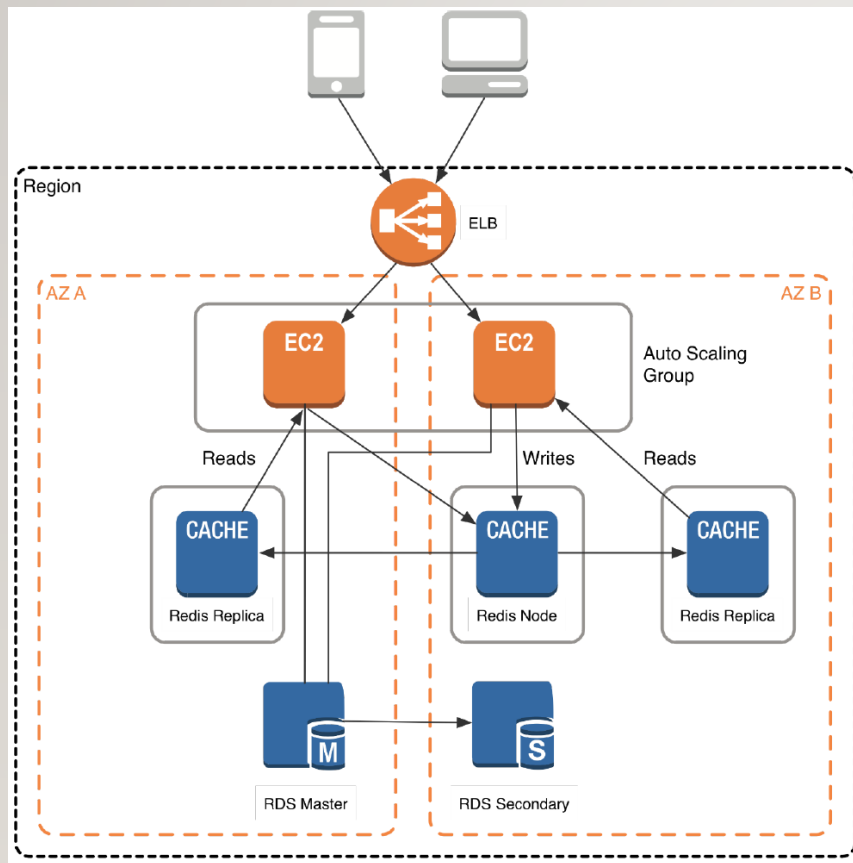 Region
ELB
AZ A
AZ B
EC2
EC2
Auto Scaling
Group
Reads
Writes
Reads
CACHE
CACHE
CACHE
Redis Replica
Redis Node
Redis Replica
M
S
RDS Master
RDS Secondary